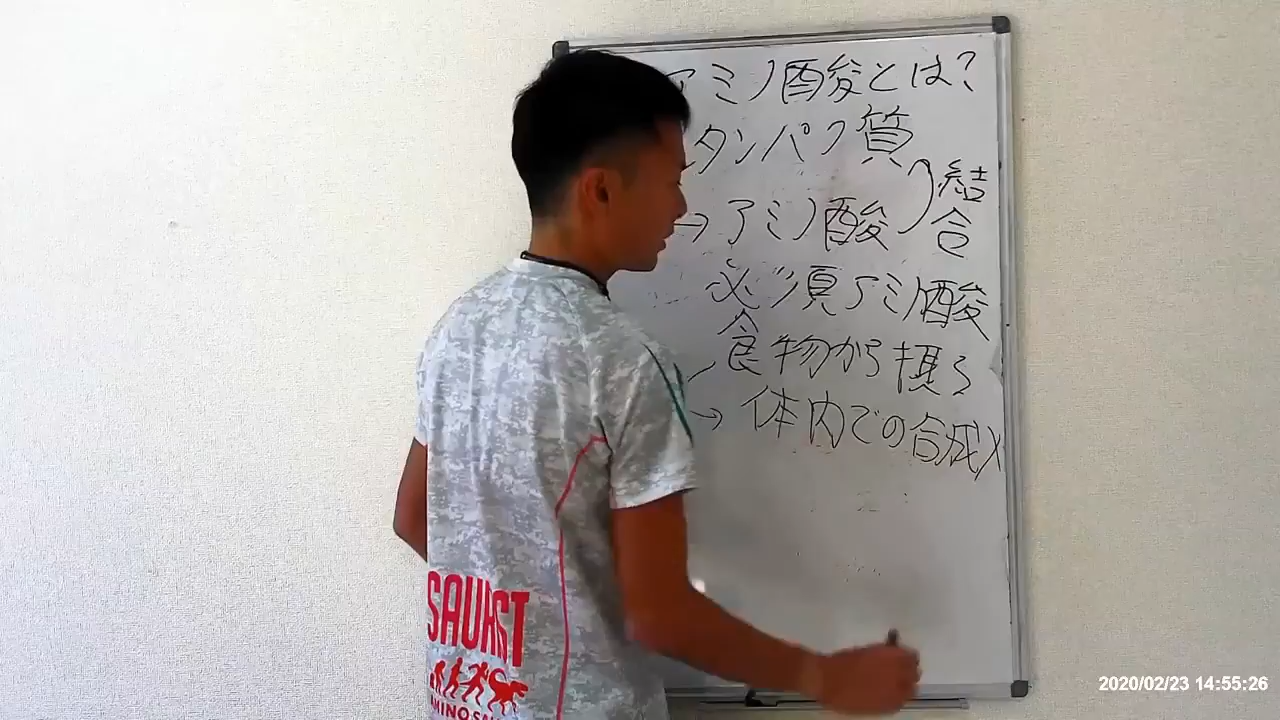 アミノ酸とは?
タンパク質
→アミノ酸
結合
必須アミノ酸
食物から摂る
→体内での合成×
SAURST
2020/02/23 14:55:26